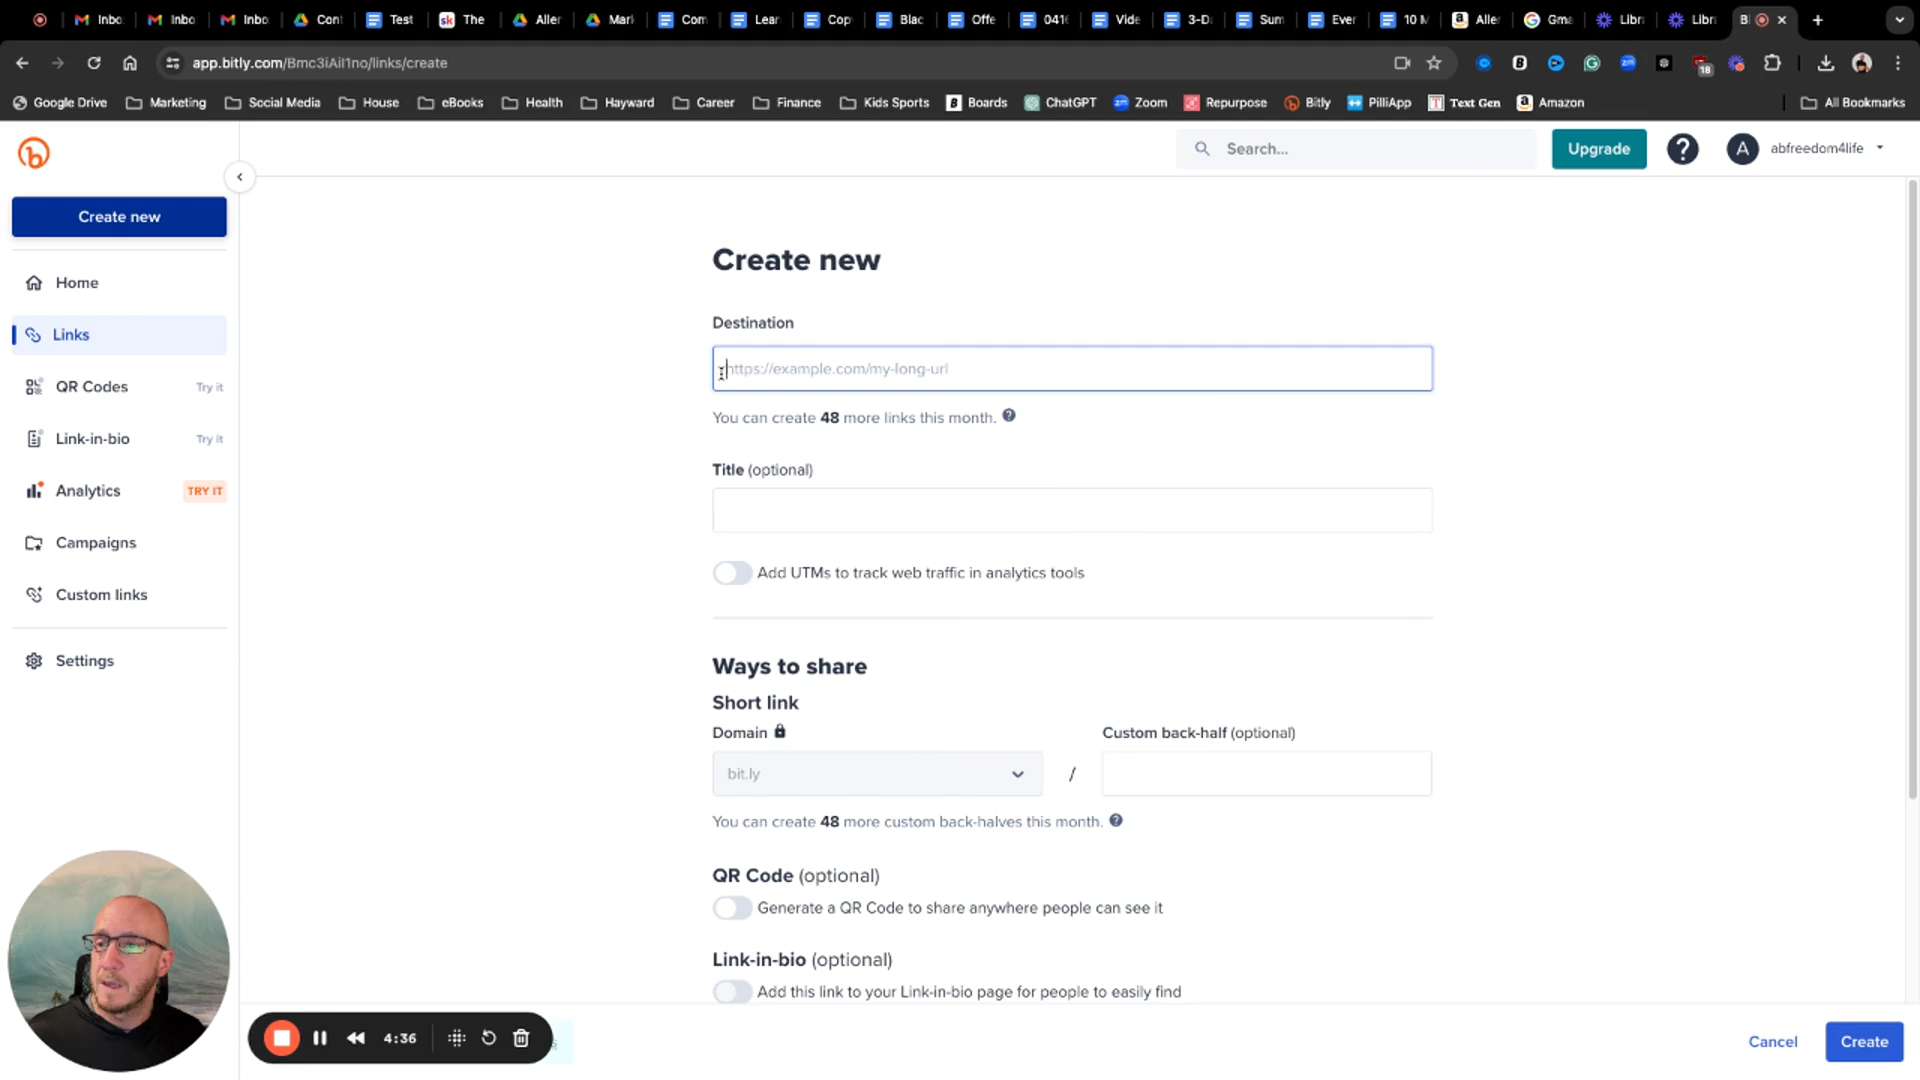 Inbo Inbo Inbo Con Test The Aller Mark Com Lear Cop Blac Offe 0416 Vide 3-D Sum Ever 10 M Aller Gma Libr Libr B
app.bitly.com/Bmc3iAil1no/links/create
18
Google Drive Marketing Social Media House eBooks Health Hayward Career Finance Kids Sports Boards ChatGPT Zoom Repurpose Bitly PilliApp Text Gen Amazon All Bookmarks
Search...
Upgrade
?
A
abfreedom4life
Create new
Home
Links
QR Codes Try it
Link-in-bio Try it
Analytics TRY IT
Campaigns
Custom links
Settings
Create new
Destination
https://example.com/my-long-url
You can create 48 more links this month. ?
Title (optional)
Add UTMs to track web traffic in analytics tools
Ways to share
Short link
Domain
Custom back-half (optional)
bit.ly
/
You can create 48 more custom back-halves this month. ?
QR Code (optional)
Generate a QR Code to share anywhere people can see it
Link-in-bio (optional)
Add this link to your Link-in-bio page for people to easily find
4:36
Cancel
Create